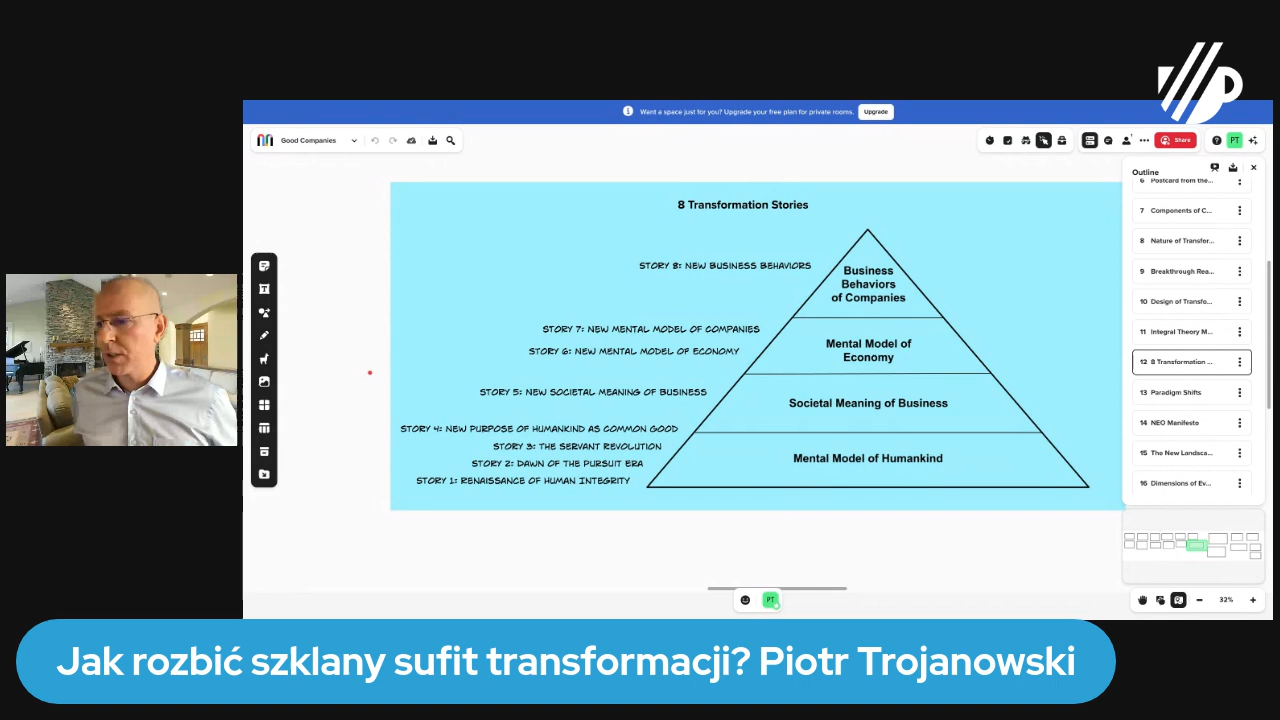 Want a space just for you? Upgrade your free plan for private rooms.
Upgrade
Good Companies
Share
PT
Outline
6 Postcard from the...
7 Components of C...
8 Nature of Transfer...
9 Breakthrough Rea...
10 Design of Transfo...
11 Integral Theory M...
12 8 Transformation ...
13 Paradigm Shifts
14 NEO Manifesto
15 The New Landsca...
16 Dimensions of Ev...
8 Transformation Stories
STORY 8: NEW BUSINESS BEHAVIORS
Business
Behaviors
of Companies
STORY 7: NEW MENTAL MODEL OF COMPANIES
STORY 6: NEW MENTAL MODEL OF ECONOMY
Mental Model of
Economy
STORY 5: NEW SOCIETAL MEANING OF BUSINESS
Societal Meaning of Business
STORY 4: NEW PURPOSE OF HUMANKIND AS COMMON GOOD
STORY 3: THE SERVANT REVOLUTION
STORY 2: DAWN OF THE PURSUIT ERA
STORY 1: RENAISSANCE OF HUMAN INTEGRITY
Mental Model of Humankind
PT
32%
Jak rozbić szklany sufit transformacji? Piotr Trojanowski